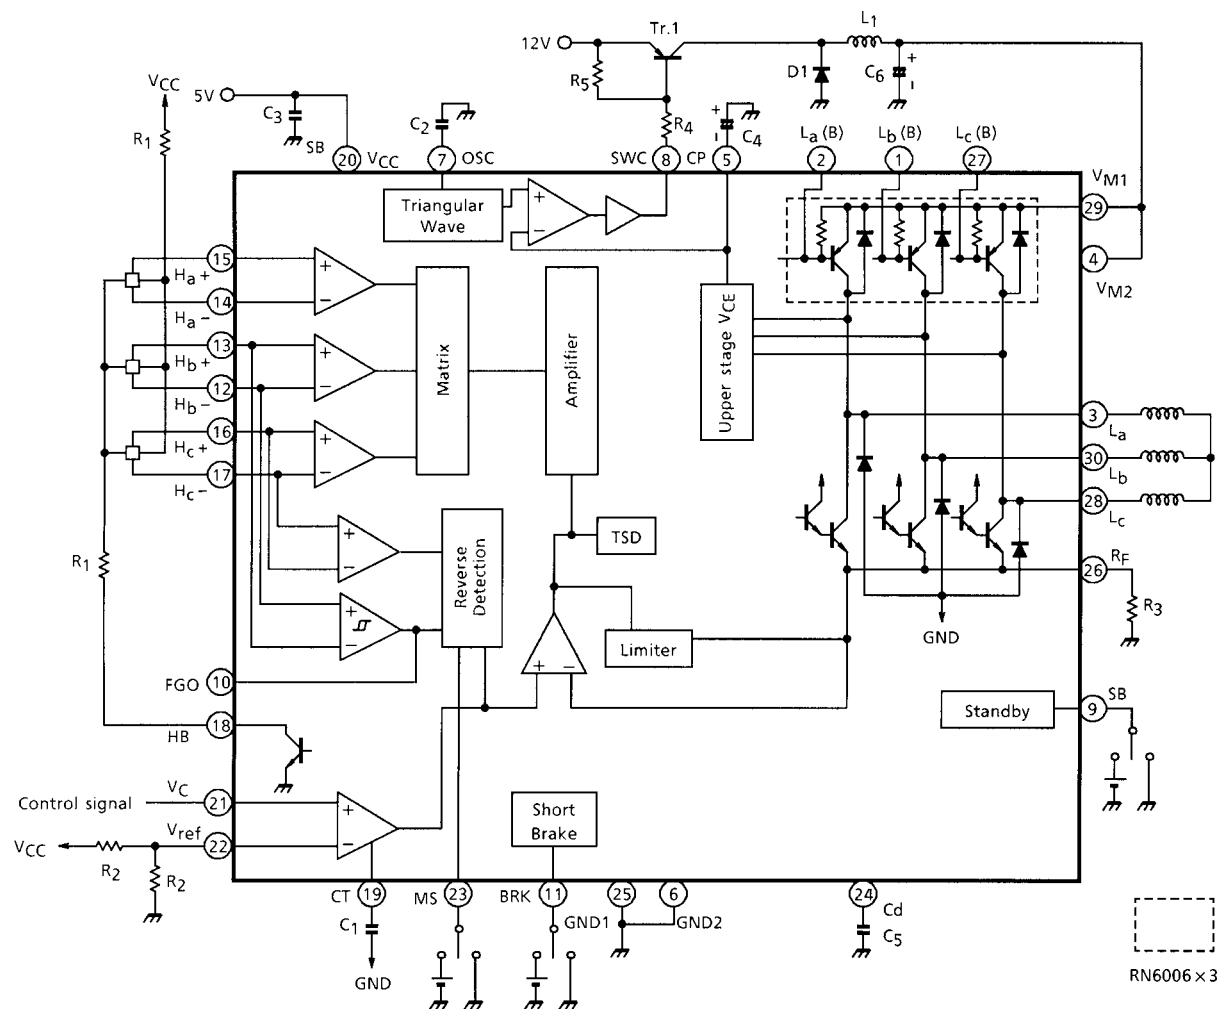 Tr.1
L1
12V
R5
D1
C6
+
-
VCC
5V
C3
C2
R4
+
-
C4
La (B)
Lb (B)
Lc (B)
R1
SB
20
VCC
7
OSC
SWC
8
CP
5
2
1
27
VM1
29
Triangular
Wave
+
−
4
VM2
15
Ha+
+
−
14
Ha−
13
Hb+
+
−
12
Hb−
16
Hc+
+
−
17
Hc−
Matrix
Amplifier
Upper stage VCE
3
La
30
Lb
28
Lc
R1
+
−
Reverse
Detection
TSD
RF
26
R3
+
−
GND
Limiter
+
−
FGO
10
HB
18
Standby
9
SB
Control signal
VC
21
+
−
Short
Brake
VCC
R2
Vref
22
R2
CT
19
MS
23
BRK
11
25
6
24
GND1
GND2
Cd
C1
C5
GND
RN6006×3